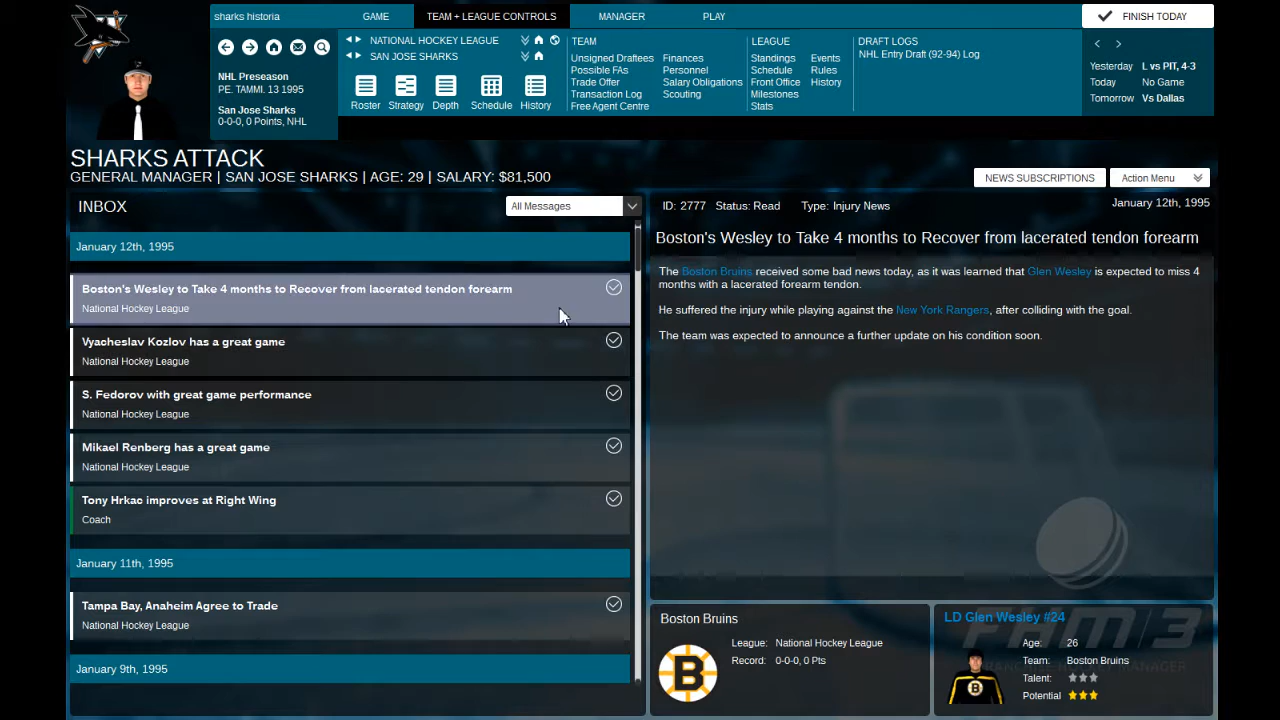 sharks historia
GAME
TEAM + LEAGUE CONTROLS
MANAGER
PLAY
FINISH TODAY
NATIONAL HOCKEY LEAGUE
SAN JOSE SHARKS
NHL Preseason
PE. TAMMI. 13 1995
San Jose Sharks
0-0-0, 0 Points, NHL
Roster
Strategy
Depth
Schedule
History
TEAM
Unsigned Draftees
Possible FAs
Trade Offer
Transaction Log
Free Agent Centre
Finances
Personnel
Salary Obligations
Scouting
LEAGUE
Standings
Schedule
Front Office
Milestones
Stats
Events
Rules
History
DRAFT LOGS
NHL Entry Draft (92-94) Log
Yesterday L vs PIT, 4-3
Today No Game
Tomorrow Vs Dallas
SHARKS ATTACK
GENERAL MANAGER | SAN JOSE SHARKS | AGE: 29 | SALARY: $81,500
NEWS SUBSCRIPTIONS
Action Menu
INBOX
All Messages
January 12th, 1995
Boston's Wesley to Take 4 months to Recover from lacerated tendon forearm
National Hockey League
Vyacheslav Kozlov has a great game
National Hockey League
S. Fedorov with great game performance
National Hockey League
Mikael Renberg has a great game
National Hockey League
Tony Hrkac improves at Right Wing
Coach
January 11th, 1995
Tampa Bay, Anaheim Agree to Trade
National Hockey League
January 9th, 1995
ID: 2777 Status: Read Type: Injury News
January 12th, 1995
Boston's Wesley to Take 4 months to Recover from lacerated tendon forearm
The Boston Bruins received some bad news today, as it was learned that Glen Wesley is expected to miss 4
months with a lacerated forearm tendon.
He suffered the injury while playing against the New York Rangers, after colliding with the goal.
The team was expected to announce a further update on his condition soon.
Boston Bruins
League: National Hockey League
Record: 0-0-0, 0 Pts
B
LD Glen Wesley #24
Age: 26
Team: Boston Bruins
Talent:
Potential
FHM|3
FRANCHISE HOCKEY MANAGER